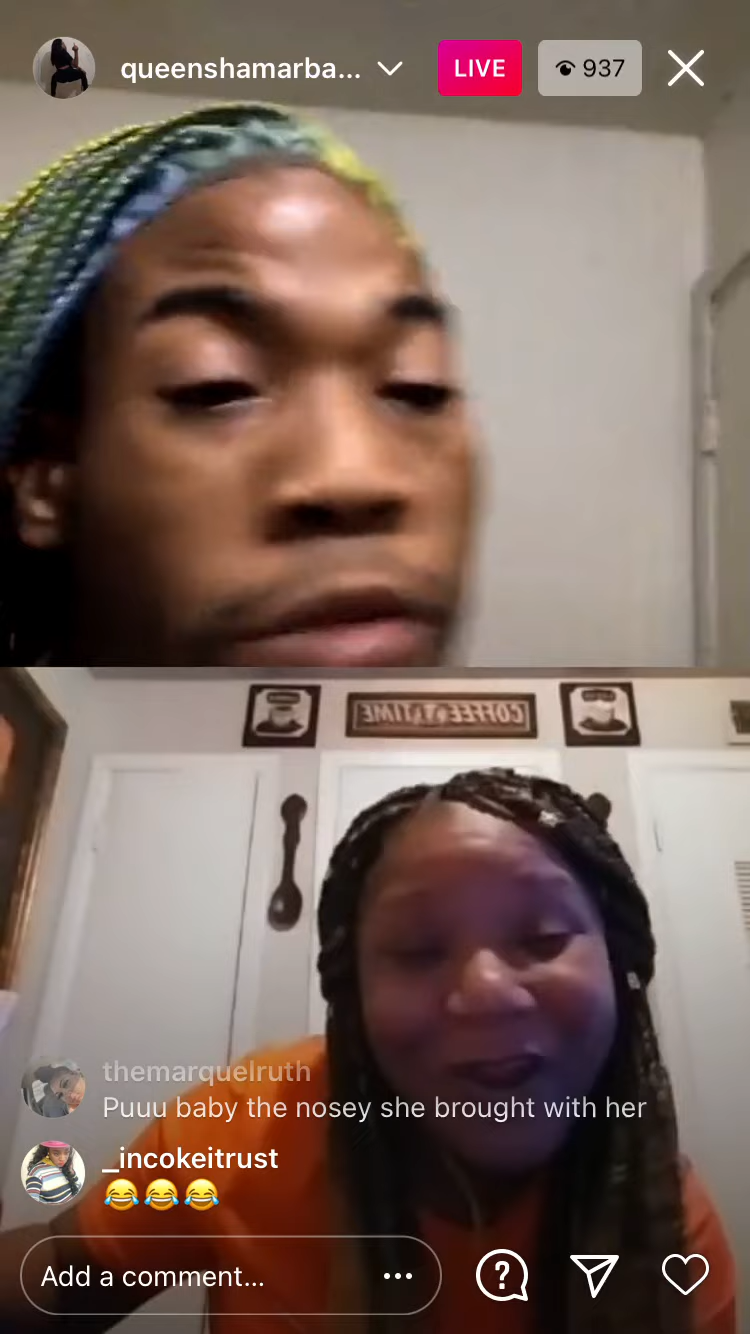 queenshamarba...
LIVE
937
COFFEE TIME
themarquelruth
Puuu baby the nosey she brought with her
_incokeitrust
😂😂😂
Add a comment...